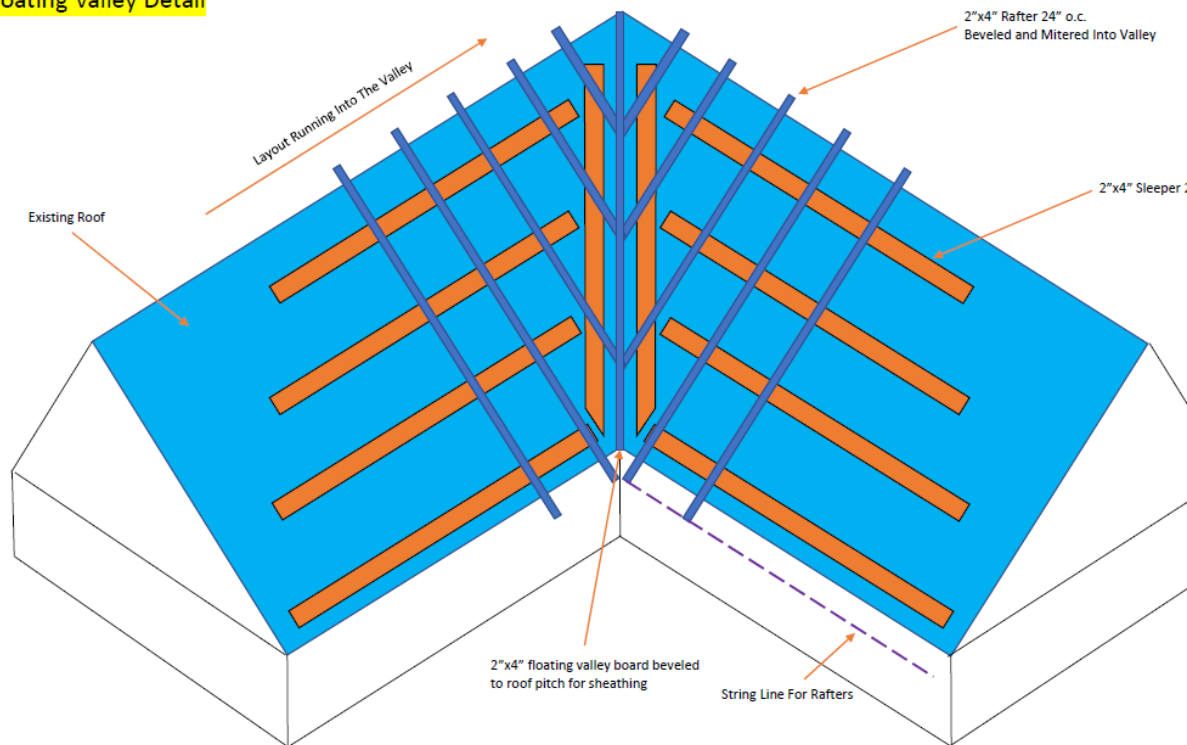 oating Valley Detail
2"x4" Rafter 24" o.c.
Beveled and Mitered Into Valley
Layout Running Into The Valley
2"x4" Sleeper 2
Existing Roof
2"x4" floating valley board beveled
to roof pitch for sheathing
String Line For Rafters